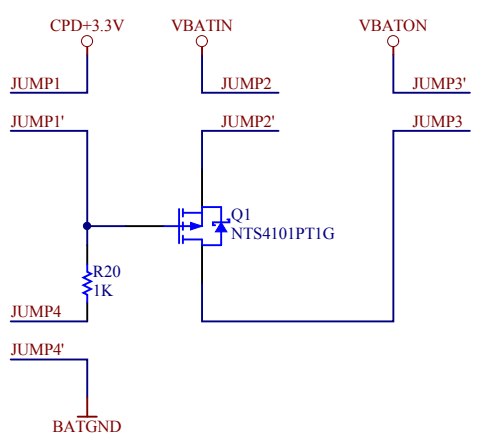 CPD+3.3V VBATIN VBATON
JUMP1 JUMP2 JUMP3'
JUMP1' JUMP2' JUMP3
Q1
NTS4101PT1G
R20
1K
JUMP4
JUMP4'
BATGND